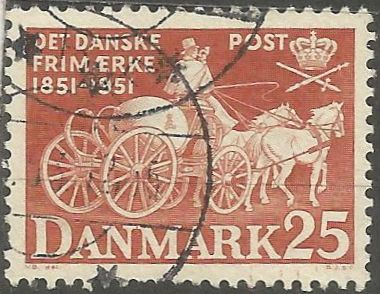 DET DANSKE POST
FRIMÆRKE
1851-1951
DANMARK 25